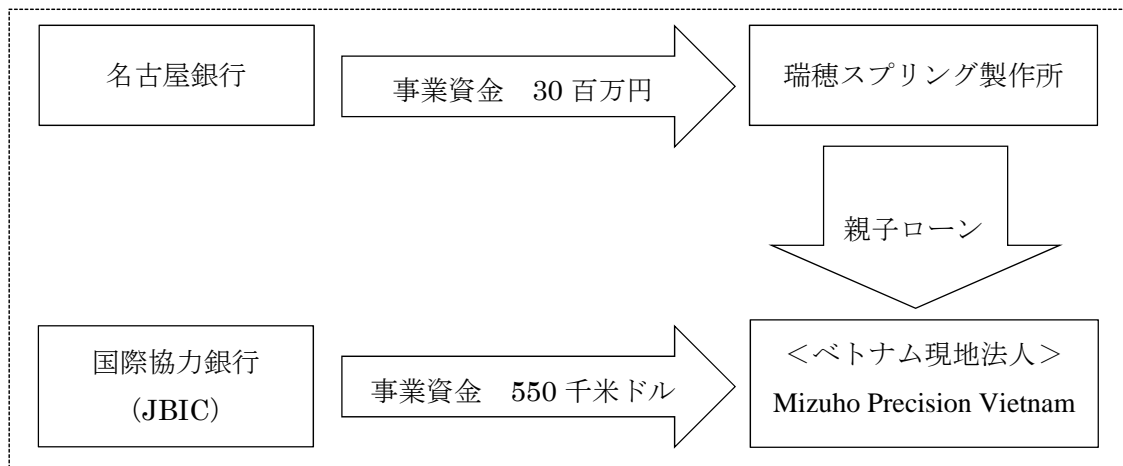 名古屋銀行
事業資金　30 百万円
瑞穂スプリング製作所
親子ローン
国際協力銀行
(JBIC)
事業資金　550 千米ドル
＜ベトナム現地法人＞
Mizuho Precision Vietnam